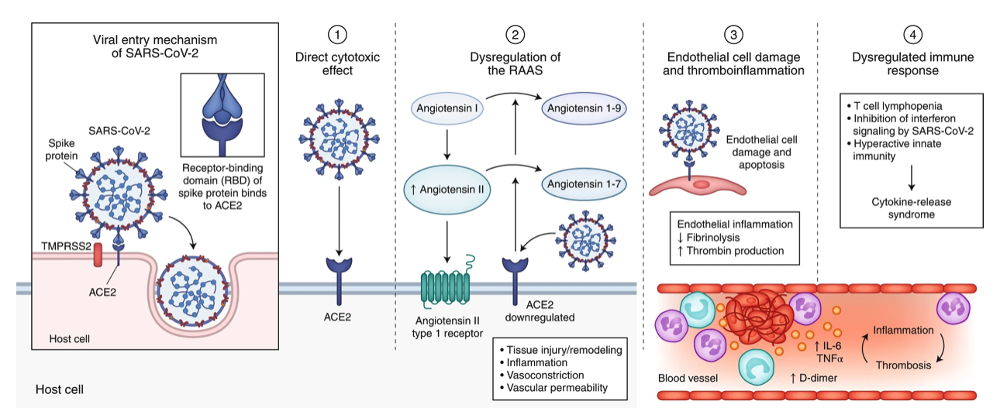 Viral entry mechanism
of SARS-CoV-2
SARS-CoV-2
Spike
protein
Receptor-binding
domain (RBD) of
spike protein binds
to ACE2
TMPRSS2
ACE2
Host cell
Host cell
1
Direct cytotoxic
effect
ACE2
2
Dysregulation of
the RAAS
Angiotensin I
Angiotensin 1-9
↑ Angiotensin II
Angiotensin 1-7
Angiotensin II
type 1 receptor
ACE2
downregulated
• Tissue injury/remodeling
• Inflammation
• Vasoconstriction
• Vascular permeability
3
Endothelial cell damage
and thromboinflammation
Endothelial cell
damage and
apoptosis
Endothelial inflammation
↓ Fibrinolysis
↑ Thrombin production
4
Dysregulated immune
response
• T cell lymphopenia
• Inhibition of interferon
signaling by SARS-CoV-2
• Hyperactive innate
immunity
Cytokine-release
syndrome
Inflammation
↑ IL-6
TNFα
Thrombosis
Blood vessel
↑ D-dimer